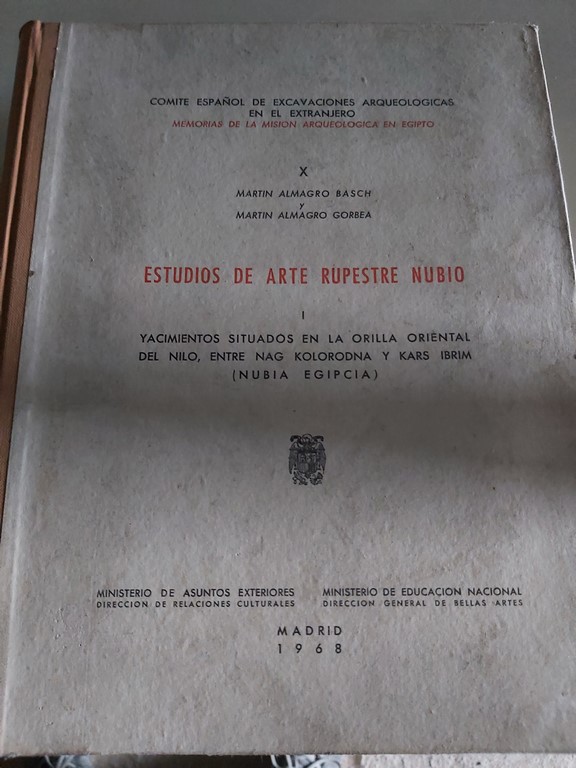 COMITE ESPAÑOL DE EXCAVACIONES ARQUEOLOGICAS
EN EL EXTRANJERO
MEMORIAS DE LA MISION ARQUEOLOGICA EN EGIPTO
X
MARTIN ALMAGRO BASCH
y
MARTIN ALMAGRO GORBEA
ESTUDIOS DE ARTE RUPESTRE NUBIO
I
YACIMIENTOS SITUADOS EN LA ORILLA ORIENTAL
DEL NILO, ENTRE NAG KOLORODNA Y KARS IBRIM
(NUBIA EGIPCIA)
MINISTERIO DE ASUNTOS EXTERIORES
DIRECCION DE RELACIONES CULTURALES
MINISTERIO DE EDUCACION NACIONAL
DIRECCION GENERAL DE BELLAS ARTES
MADRID
1968